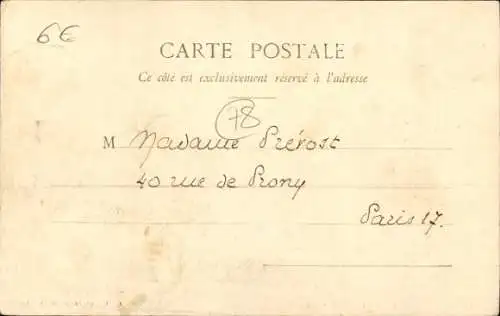 6€
CARTE POSTALE
Ce côté est exclusivement réservé à l'adresse
78
M Madame Prévost
40 rue de Prony
Paris 17.